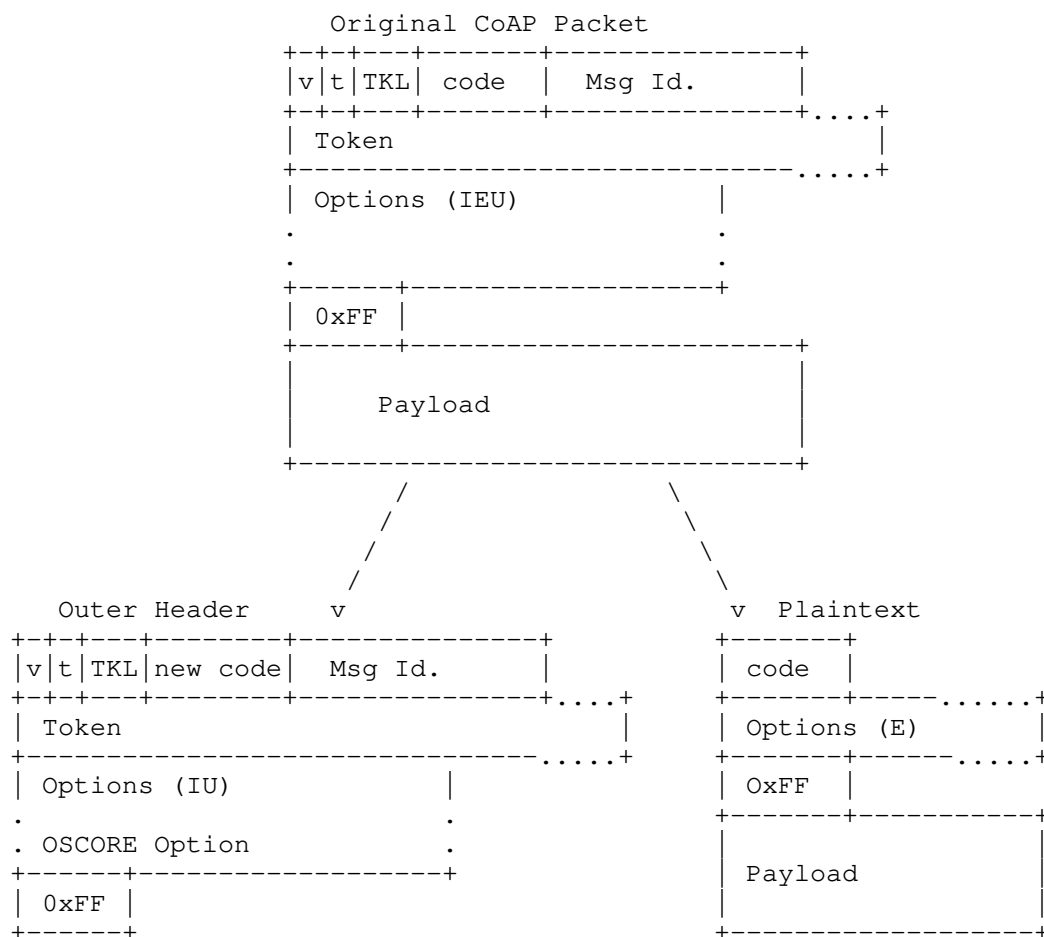 Original CoAP Packet
v|t|TKL| code | Msg Id.
Token
Options (IEU)
0xFF
Payload
Outer Header v
v|t|TKL|new code| Msg Id.
Token
Options (IU)
OSCORE Option
0xFF
v Plaintext
code
Options (E)
OxFF
Payload